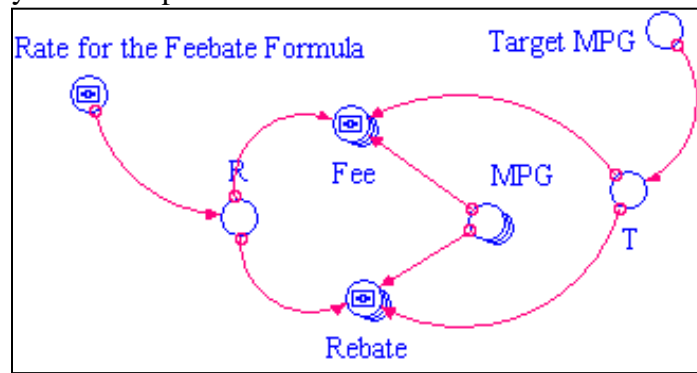 Rate for the Feebate Formula
Target MPG
R
Fee
MPG
T
Rebate